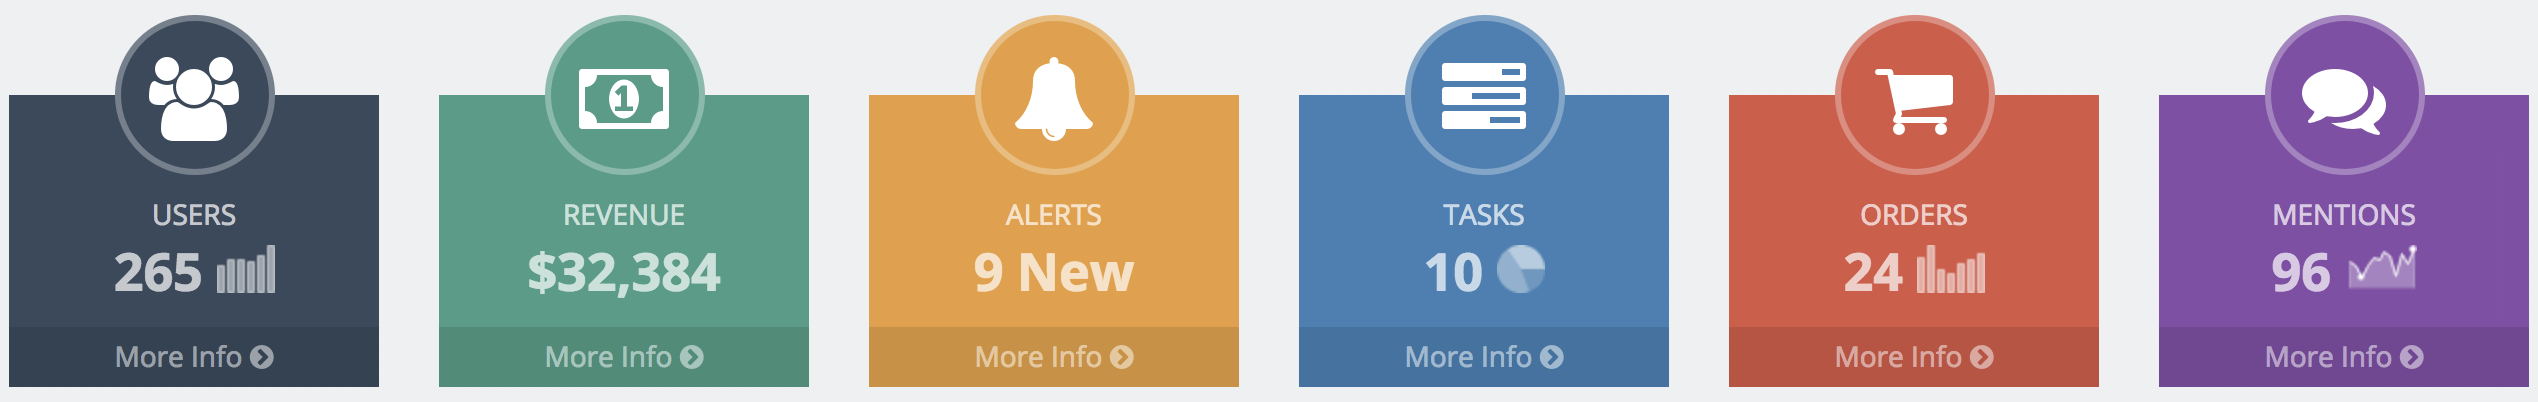 USERS
265
More Info
REVENUE
$32,384
More Info
ALERTS
9 New
More Info
TASKS
10
More Info
ORDERS
24
More Info
MENTIONS
96
More Info